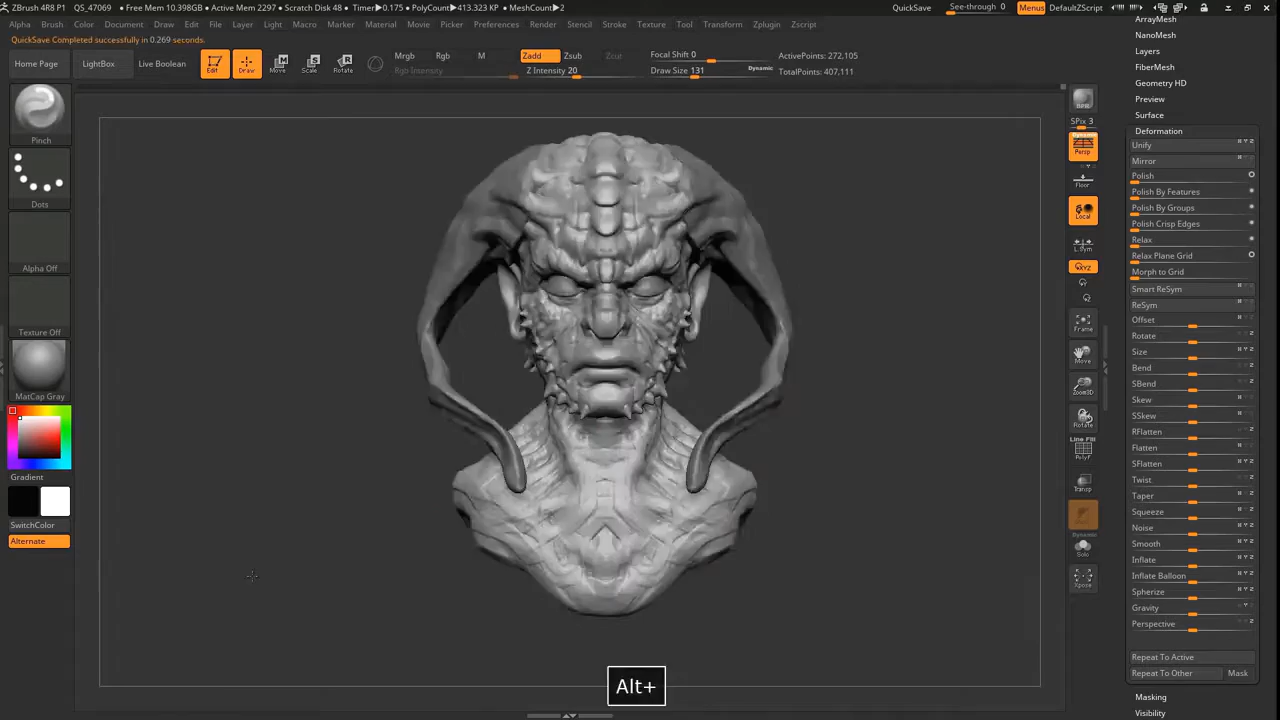 ZBrush 4R8 P1 QS_47069 • Free Mem 10.398GB • Active Mem 2297 • Scratch Disk 48 • Timer▶0.175 • PolyCount▶413.323 KP • MeshCount▶2 QuickSave See-through 0 Menus DefaultZScript
Alpha Brush Color Document Draw Edit File Layer Light Macro Marker Material Movie Picker Preferences Render Stencil Stroke Texture Tool Transform Zplugin Zscript
QuickSave Completed successfully in 0.269 seconds.
Home Page LightBox Live Boolean Edit Draw Move Scale Rotate
Mrgb Rgb M
Rgb Intensity
Zadd Zsub Zcut
Z Intensity 20
Focal Shift 0
Draw Size 131 Dynamic
ActivePoints: 272,105
TotalPoints: 407,111
Pinch
Dots
Alpha Off
Texture Off
MatCap Gray
Gradient
SwitchColor
Alternate
Alt+
BPR
SPix 3
Dynamic
Persp
Floor
Local
L.Sym
XYZ
Frame
Move
Zoom3D
Rotate
Line Fill
PolyF
Transp
Dynamic
Solo
Xpose
ArrayMesh
NanoMesh
Layers
FiberMesh
Geometry HD
Preview
Surface
Deformation
Unify
Mirror
Polish
Polish By Features
Polish By Groups
Polish Crisp Edges
Relax
Relax Plane Grid
Morph to Grid
Smart ReSym
ReSym
Offset
Rotate
Size
Bend
SBend
Skew
SSkew
RFlatten
Flatten
SFlatten
Twist
Taper
Squeeze
Noise
Smooth
Inflate
Inflate Balloon
Spherize
Gravity
Perspective
Repeat To Active
Repeat To Other Mask
Masking
Visibility